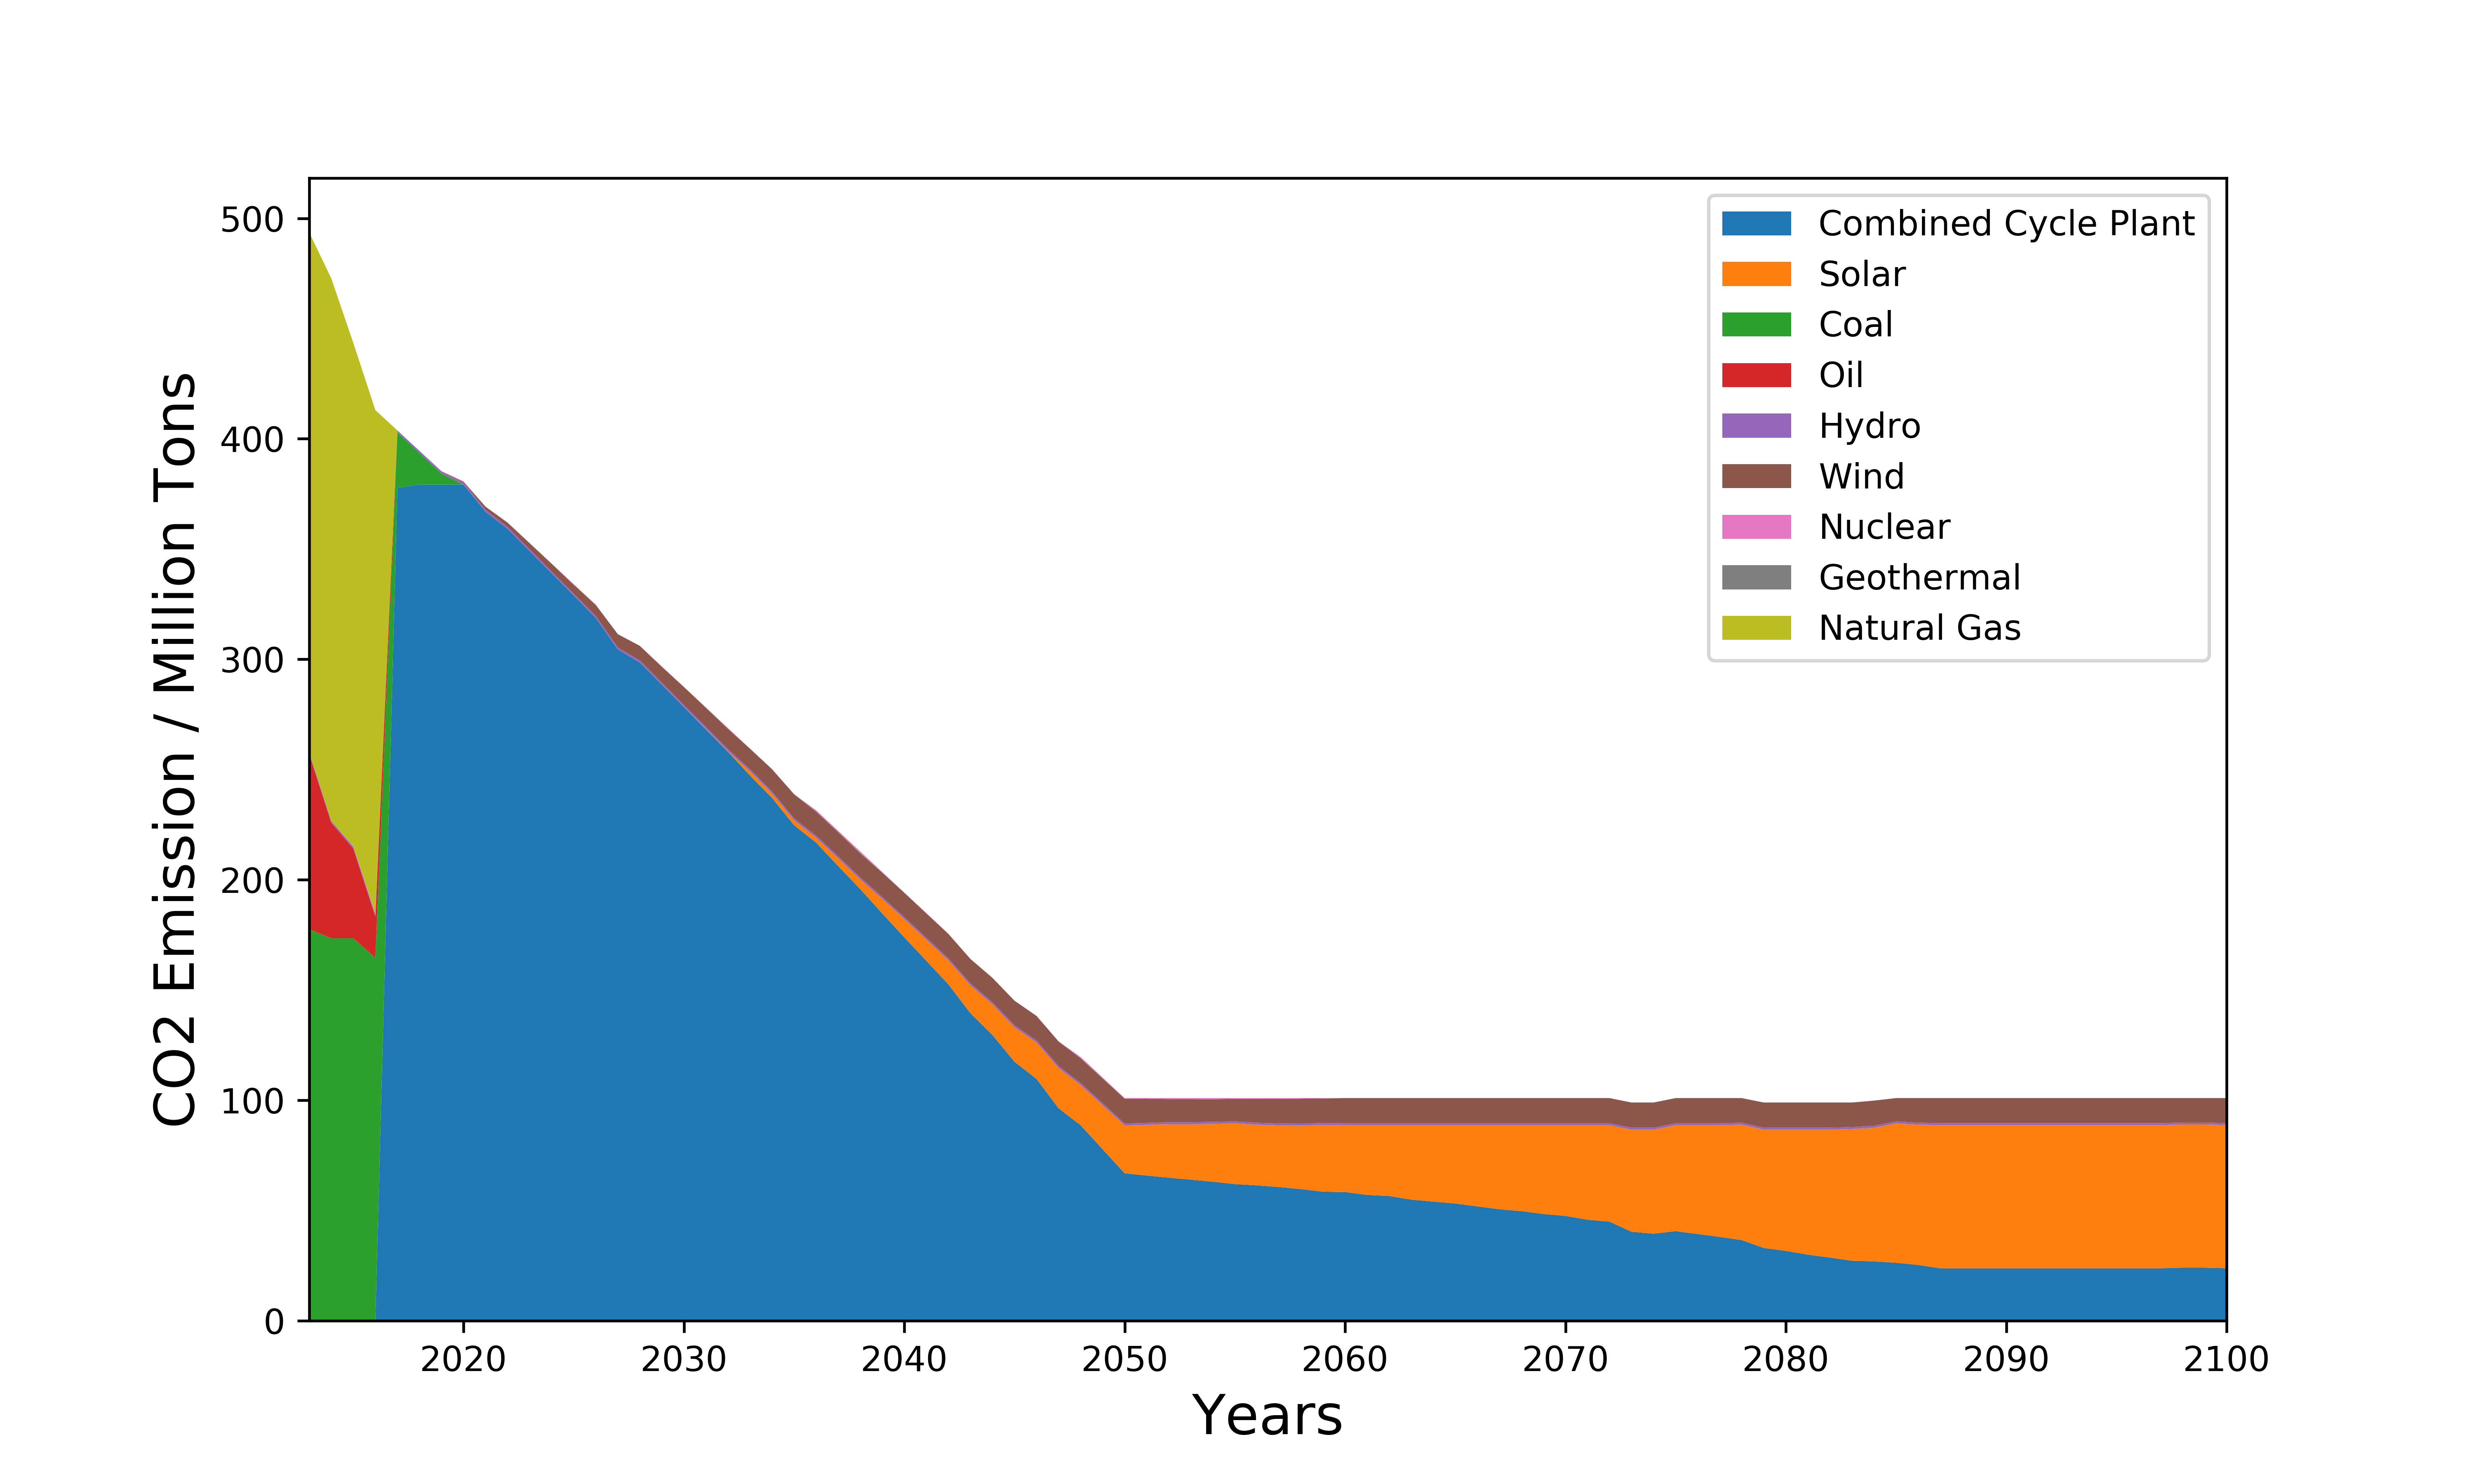 500
400
300
200
100
0
CO2 Emission / Million Tons
Combined Cycle Plant
Solar
Coal
Oil
Hydro
Wind
Nuclear
Geothermal
Natural Gas
2020 2030 2040 2050 2060 2070 2080 2090 2100
Years